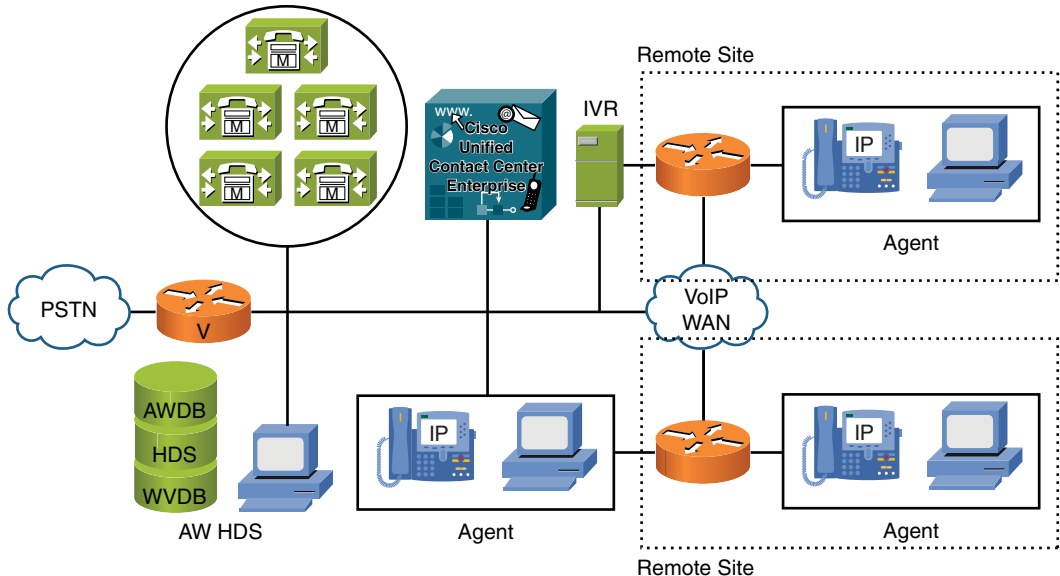 Remote Site
M
M
M
M
M
www.
@
Cisco
Unified
Contact Center
Enterprise
IVR
IP
Agent
PSTN
V
VoIP
WAN
AWDB
HDS
WVDB
AW HDS
IP
Agent
IP
Agent
Remote Site